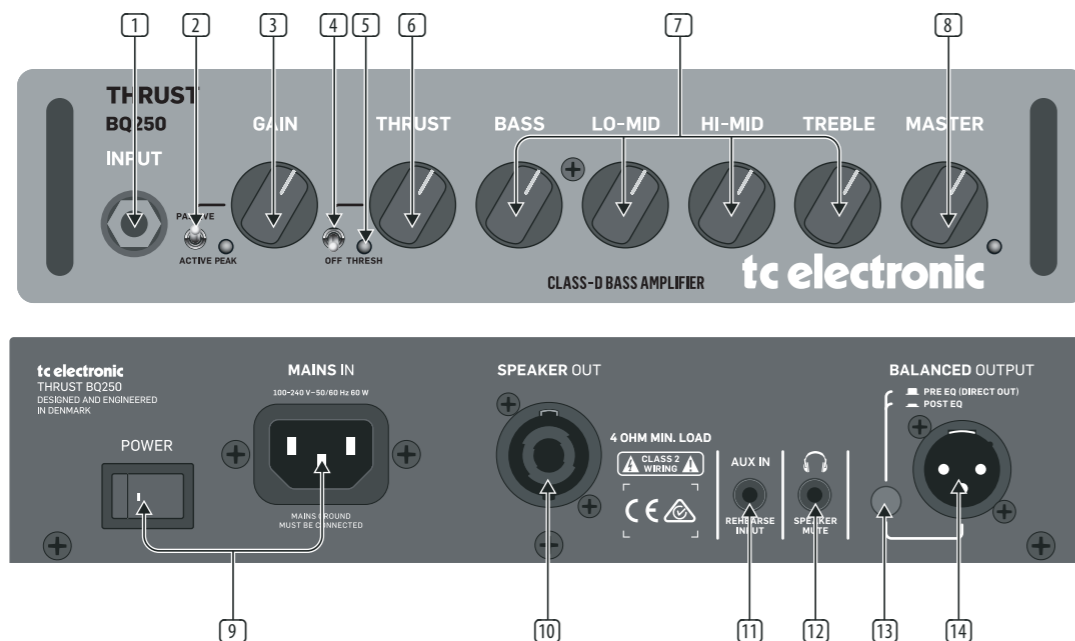 1 2 3 4 5 6 7 8
THRUST
BQ250
INPUT
GAIN THRUST BASS LO-MID HI-MID TREBLE MASTER
PASSIVE
ACTIVE PEAK
OFF THRESH
CLASS-D BASS AMPLIFIER
tc electronic
tc electronic
THRUST BQ250
DESIGNED AND ENGINEERED
IN DENMARK
POWER
MAINS IN
100-240 V~50/60 Hz 60 W
MAINS GROUND
MUST BE CONNECTED
SPEAKER OUT
4 OHM MIN. LOAD
CLASS 2
WIRING
CE
AUX IN
REHEARSE
INPUT
SPEAKER
MUTE
BALANCED OUTPUT
PRE EQ (DIRECT OUT)
POST EQ
9 10 11 12 13 14